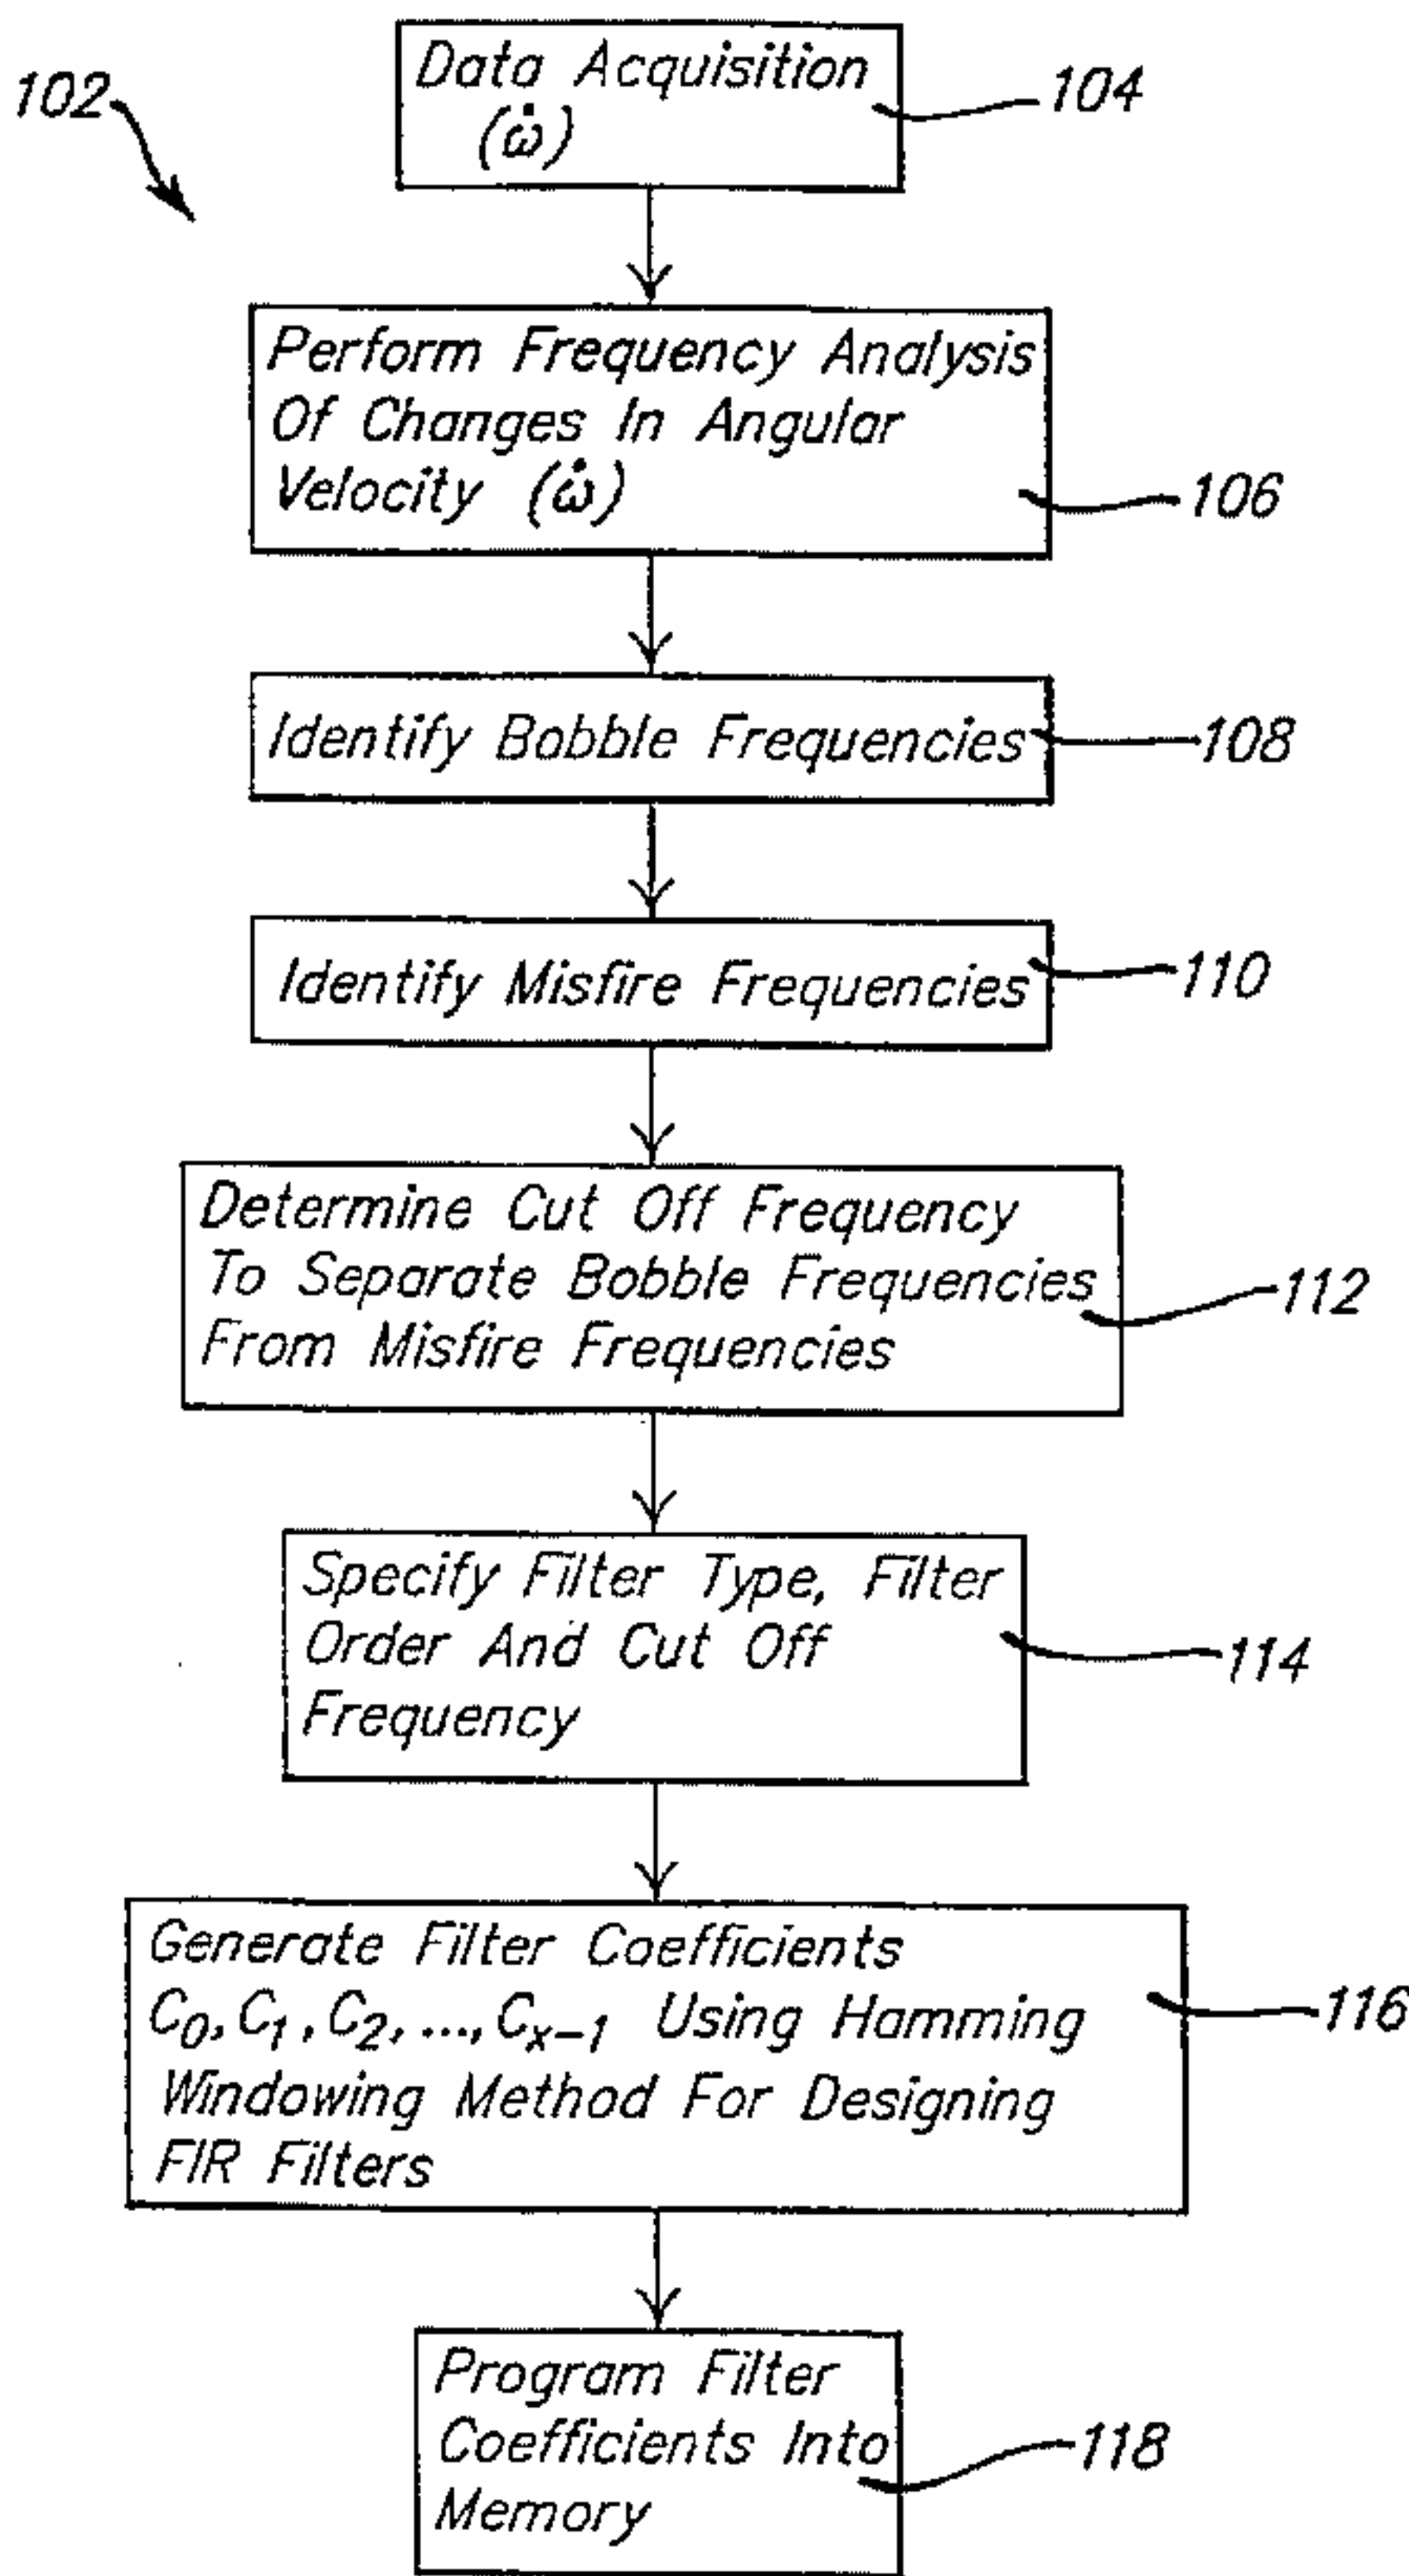 102
Data Acquisition
(ω̇)
104
Perform Frequency Analysis
Of Changes In Angular
Velocity (ω̇)
106
Identify Bobble Frequencies
108
Identify Misfire Frequencies
110
Determine Cut Off Frequency
To Separate Bobble Frequencies
From Misfire Frequencies
112
Specify Filter Type, Filter
Order And Cut Off
Frequency
114
Generate Filter Coefficients
C₀, C₁, C₂, ..., Cₓ₋₁ Using Hamming
Windowing Method For Designing
FIR Filters
116
Program Filter
Coefficients Into
Memory
118